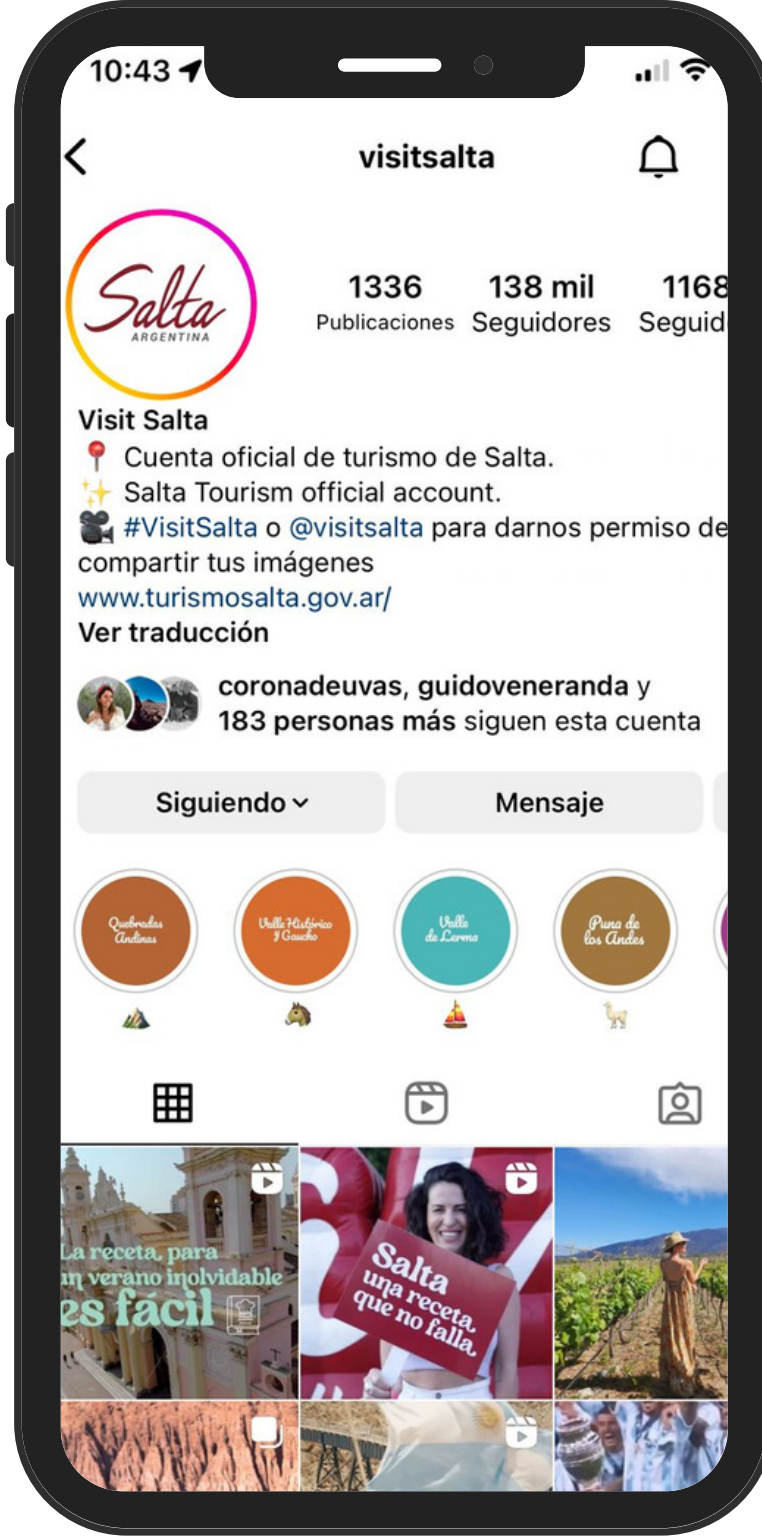 10:43
visitsalta
Salta
ARGENTINA
1336
138 mil
1168
Publicaciones
Seguidores
Seguid
Visit Salta
Cuenta oficial de turismo de Salta.
Salta Tourism official account.
#VisitSalta o @visitsalta para darnos permiso de
compartir tus imágenes
www.turismosalta.gov.ar/
Ver traducción
coronadeuvas, guidoveneranda y
183 personas más siguen esta cuenta
Siguiendo
Mensaje
Quebradas
Andinas
Valle Histórico
Y Gaucho
Valle
de Lerma
Puna de
los Andes
La receta para
un verano inolvidable
es fácil
Salta
una receta
que no falla